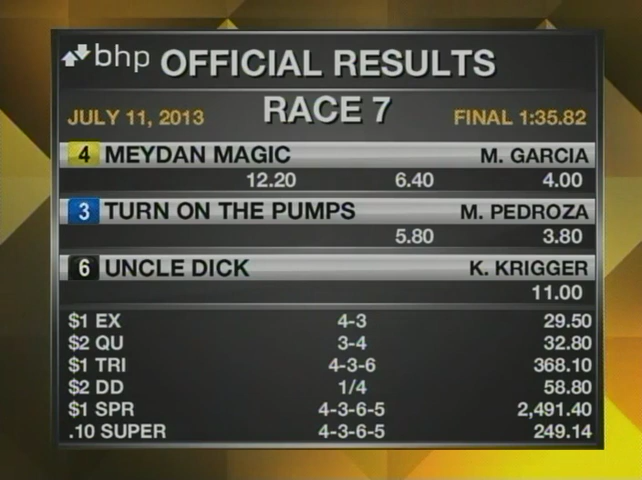 bhp OFFICIAL RESULTS
JULY 11, 2013 RACE 7 FINAL 1:35.82
4 MEYDAN MAGIC M. GARCIA
12.20 6.40 4.00
3 TURN ON THE PUMPS M. PEDROZA
5.80 3.80
6 UNCLE DICK K. KRIGGER
11.00
$1 EX 4-3 29.50
$2 QU 3-4 32.80
$1 TRI 4-3-6 368.10
$2 DD 1/4 58.80
$1 SPR 4-3-6-5 2,491.40
.10 SUPER 4-3-6-5 249.14